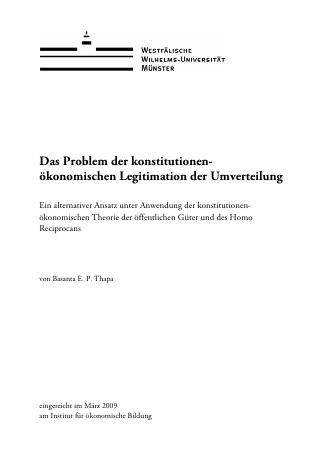 Westfälische
Wilhelms-Universität
Münster
Das Problem der konstitutionen-
ökonomischen Legitimation der Umverteilung
Ein alternativer Ansatz unter Anwendung der konstitutionen-
ökonomischen Theorie der öffentlichen Güter und des Homo
Reciprocans
von Basanta E. P. Thapa
eingereicht im März 2009
am Institut für ökonomische Bildung